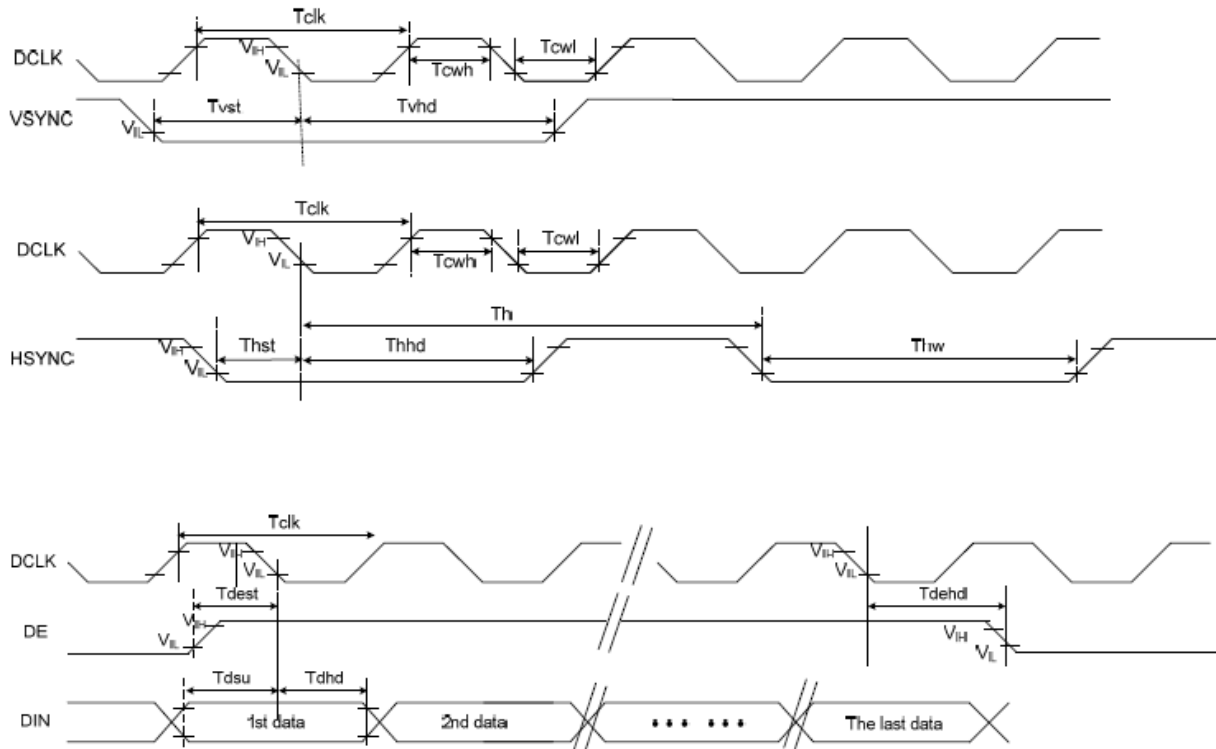 Tclk
DCLK VIH VIL Tcwh Tcwl
VSYNC VIL Tvst Tvhd
Tclk
DCLK VIH VIL Tcwh Tcwl
Th
HSYNC VIH VIL Thst Thhd Thw
Tclk
DCLK VIH VIL VIH VIL
Tdest Tdehd
DE VIH VIL VIH VIL
Tdsu Tdhd
DIN 1st data 2nd data ... ... The last data